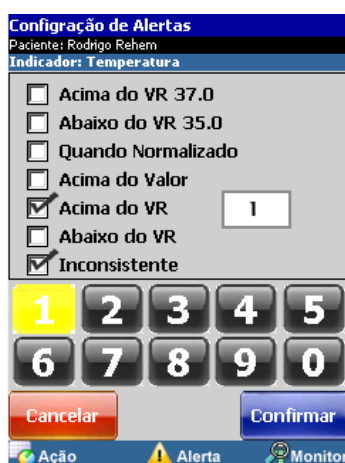 Configração de Alertas
Paciente: Rodrigo Rehem
Indicador: Temperatura
Acima do VR 37.0
Abaixo do VR 35.0
Quando Normalizado
Acima do Valor
Acima do VR 1
Abaixo do VR
Inconsistente
1 2 3 4 5
6 7 8 9 0
Cancelar Confirmar
Ação Alerta Monitor